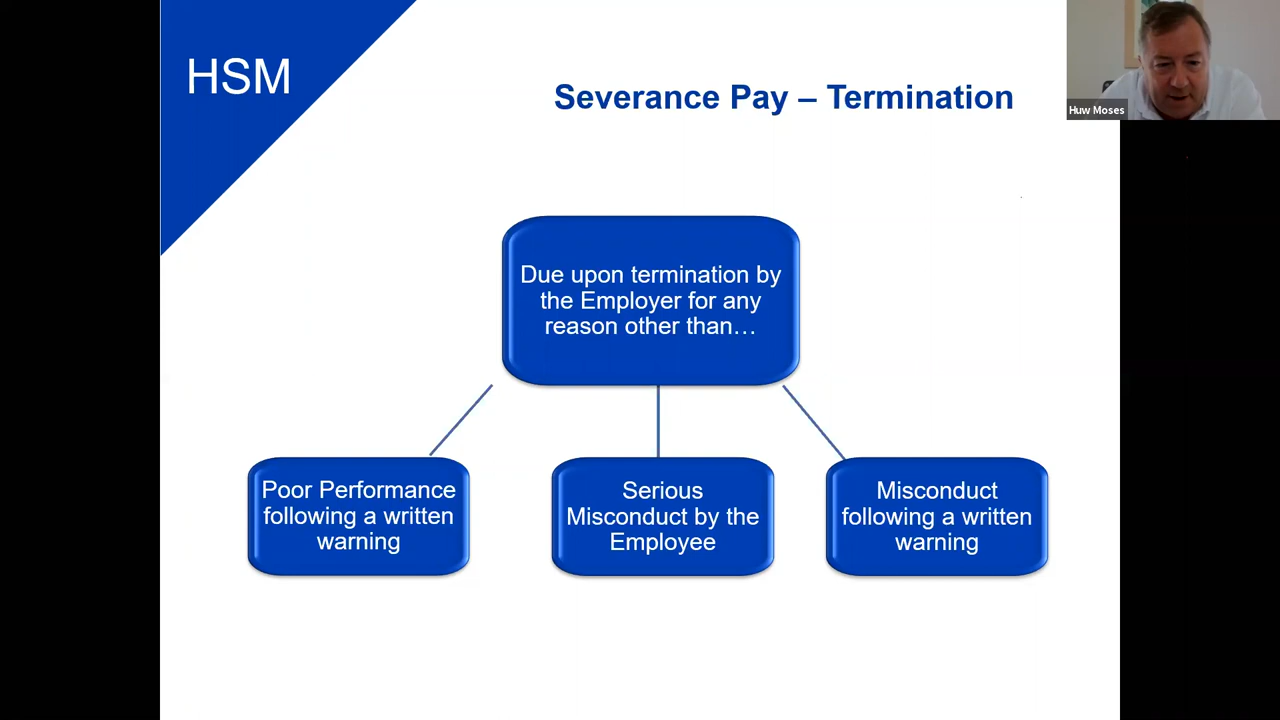 HSM
Severance Pay – Termination
Huw Moses
Due upon termination by
the Employer for any
reason other than…
Poor Performance
following a written
warning
Serious
Misconduct by the
Employee
Misconduct
following a written
warning